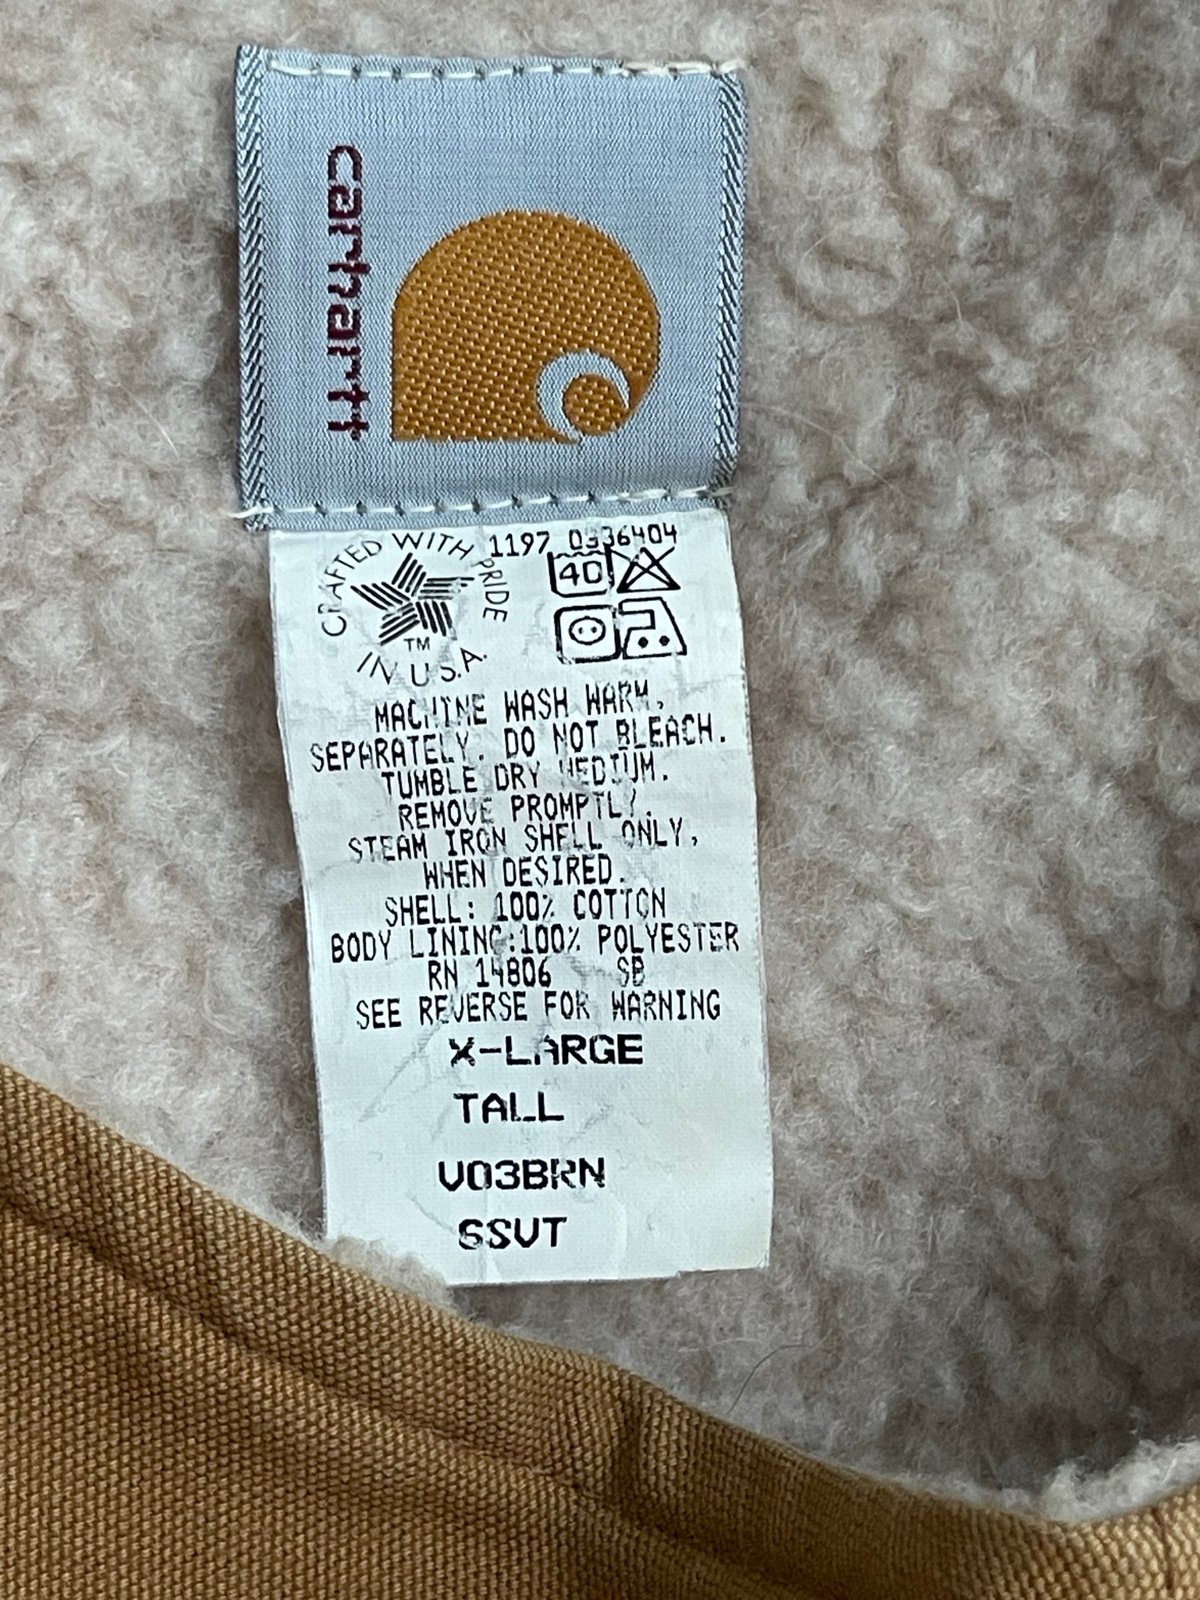 carhartt
1197 0336404
CRAFTED WITH PRIDE
TM
IN U.S.A.
40
MACHINE WASH WARM,
SEPARATELY. DO NOT BLEACH.
TUMBLE DRY MEDIUM.
REMOVE PROMPTLY.
STEAM IRON SHELL ONLY,
WHEN DESIRED.
SHELL: 100% COTTON
BODY LINING:100% POLYESTER
RN 14806 SB
SEE REVERSE FOR WARNING
X-LARGE
TALL
V03BRN
6SVT